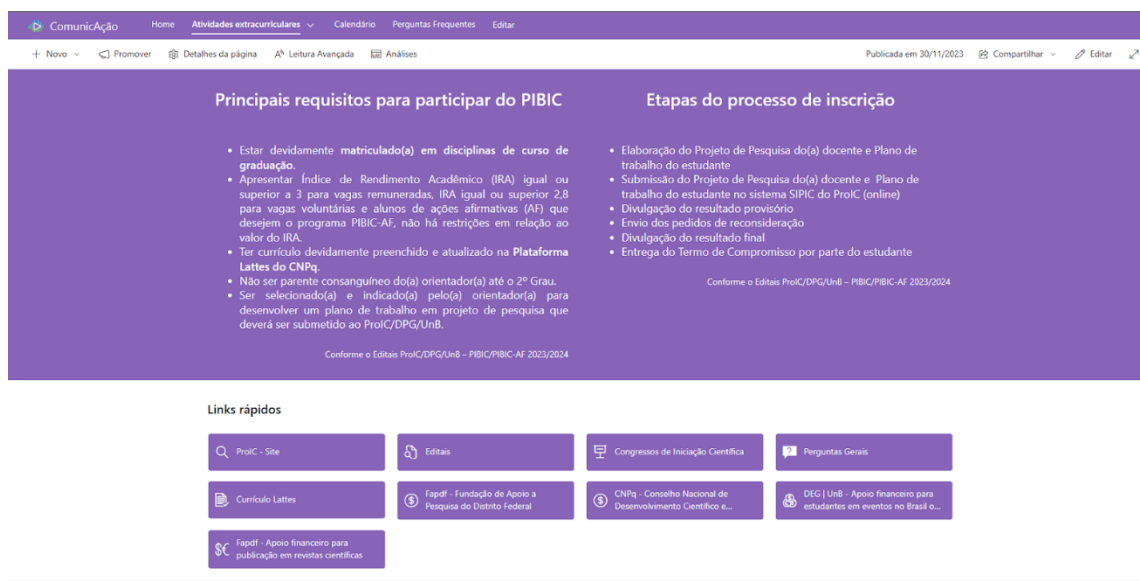 ComunicAção
Home Atividades extracurriculares Calendário Perguntas Frequentes Editar
Novo Promover Detalhes da página Leitura Avançada Análises Publicada em 30/11/2023 Compartilhar Editar
Principais requisitos para participar do PIBIC
• Estar devidamente matriculado(a) em disciplinas de curso de
graduação.
• Apresentar Índice de Rendimento Acadêmico (IRA) igual ou
superior a 3 para vagas remuneradas, IRA igual ou superior 2,8
para vagas voluntárias e alunos de ações afirmativas (AF) que
desejem o programa PIBIC-AF, não há restrições em relação ao
valor do IRA.
• Ter currículo devidamente preenchido e atualizado na Plataforma
Lattes do CNPq.
• Não ser parente consanguíneo do(a) orientador(a) até o 2º Grau.
• Ser selecionado(a) e indicado(a) pelo(a) orientador(a) para
desenvolver um plano de trabalho em projeto de pesquisa que
deverá ser submetido ao ProIC/DPG/UnB.
Conforme o Editais ProIC/DPG/UnB – PIBIC/PIBIC-AF 2023/2024
Etapas do processo de inscrição
• Elaboração do Projeto de Pesquisa do(a) docente e Plano de
trabalho do estudante
• Submissão do Projeto de Pesquisa do(a) docente e Plano de
trabalho do estudante no sistema SIPIC do ProIC (online)
• Divulgação do resultado provisório
• Envio dos pedidos de reconsideração
• Divulgação do resultado final
• Entrega do Termo de Compromisso por parte do estudante
Conforme o Editais ProIC/DPG/UnB – PIBIC/PIBIC-AF 2023/2024
Links rápidos
ProIC - Site
Editais
Congressos de Iniciação Científica
Perguntas Gerais
Currículo Lattes
Fapdf - Fundação de Apoio a
Pesquisa do Distrito Federal
CNPq - Conselho Nacional de
Desenvolvimento Científico e...
DEG | UnB - Apoio financeiro para
estudantes em eventos no Brasil o...
Fapdf - Apoio financeiro para
publicação em revistas científicas